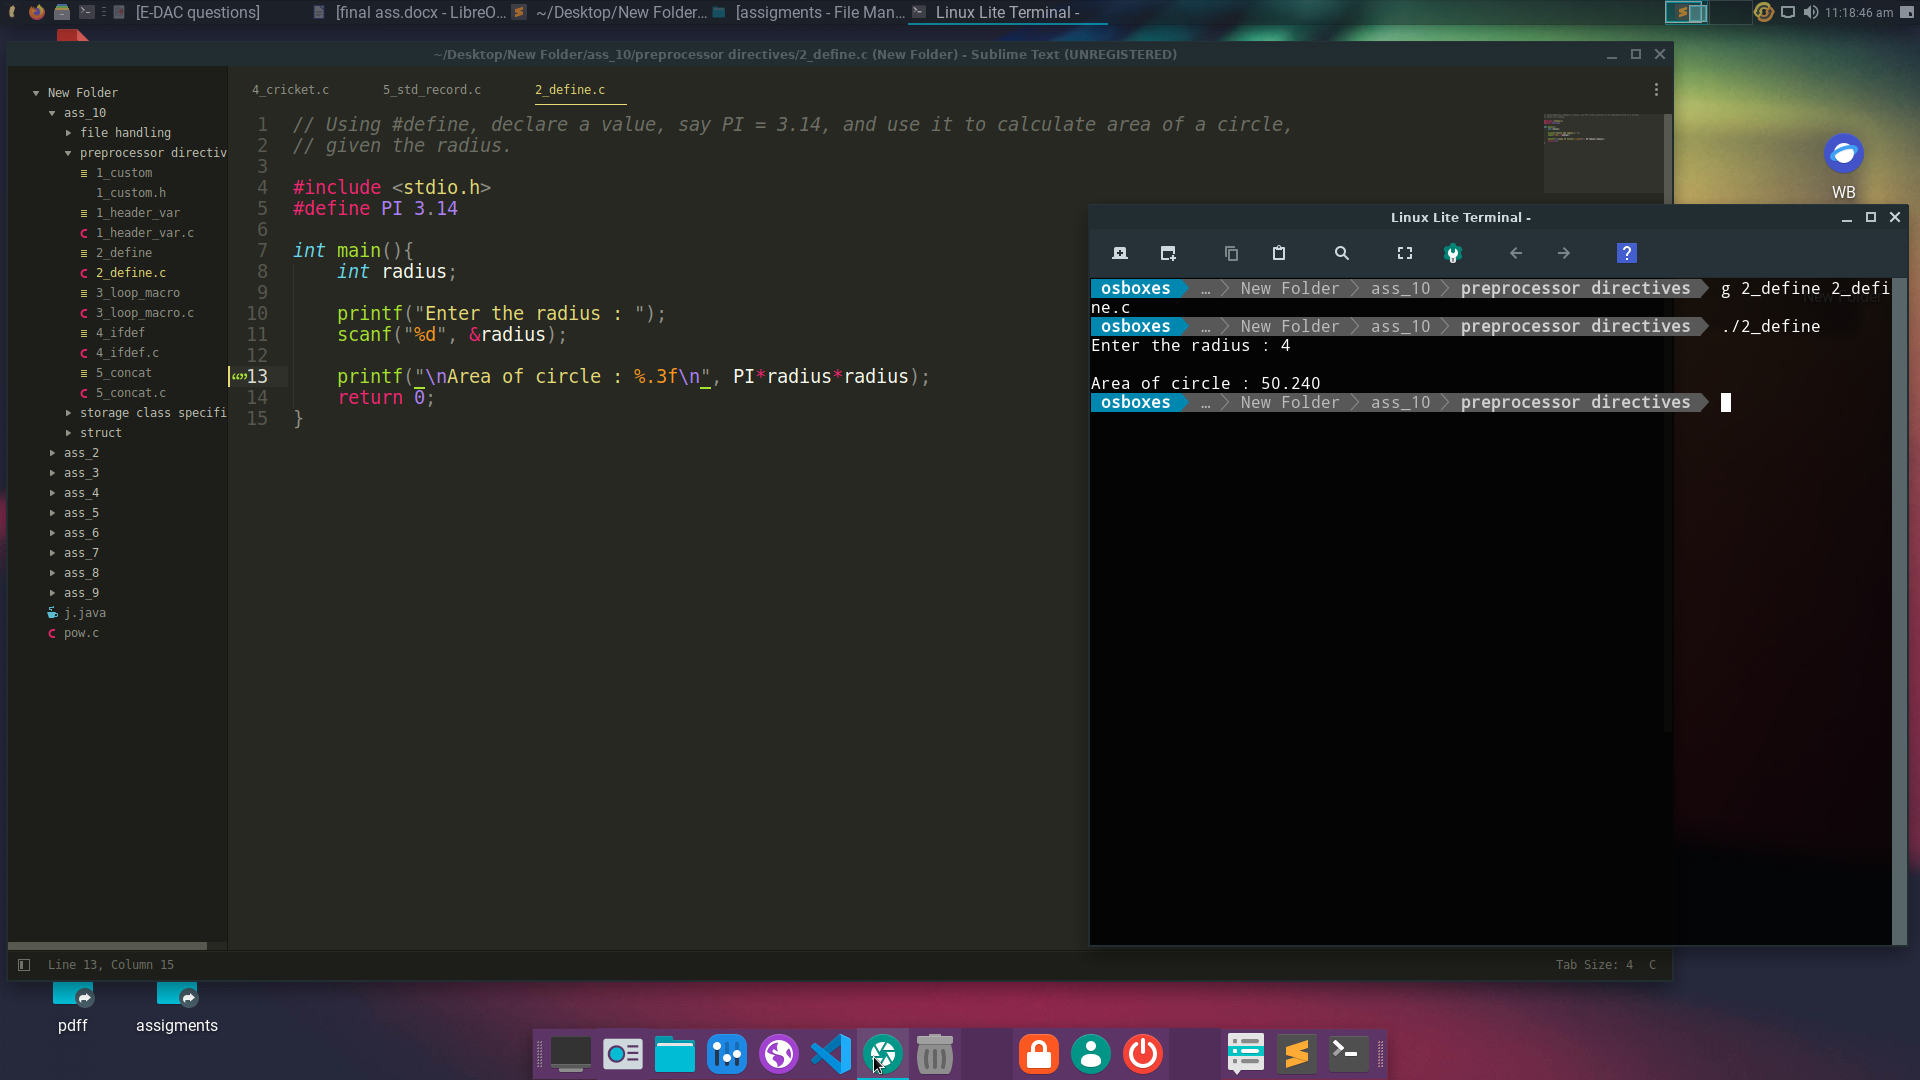 [E-DAC questions]
[final ass.docx - LibreO...
~/Desktop/New Folder...
[assigments - File Man...
Linux Lite Terminal -
11:18:46 am
~/Desktop/New Folder/ass_10/preprocessor directives/2_define.c (New Folder) - Sublime Text (UNREGISTERED)
New Folder
ass_10
file handling
preprocessor directiv
1_custom
1_custom.h
1_header_var
1_header_var.c
2_define
2_define.c
3_loop_macro
3_loop_macro.c
4_ifdef
4_ifdef.c
5_concat
5_concat.c
storage class specifi
struct
ass_2
ass_3
ass_4
ass_5
ass_6
ass_7
ass_8
ass_9
j.java
pow.c
4_cricket.c
5_std_record.c
2_define.c
1 // Using #define, declare a value, say PI = 3.14, and use it to calculate area of a circle,
2 // given the radius.
3
4 #include <stdio.h>
5 #define PI 3.14
6
7 int main(){
8 int radius;
9
10 printf("Enter the radius : ");
11 scanf("%d", &radius);
12
13 printf("\nArea of circle : %.3f\n", PI*radius*radius);
14 return 0;
15 }
Line 13, Column 15
Tab Size: 4
C
WB
Linux Lite Terminal -
?
osboxes … New Folder ass_10 preprocessor directives g 2_define 2_defi
ne.c
osboxes … New Folder ass_10 preprocessor directives ./2_define
Enter the radius : 4
Area of circle : 50.240
osboxes … New Folder ass_10 preprocessor directives
New Folder
pdff
assigments